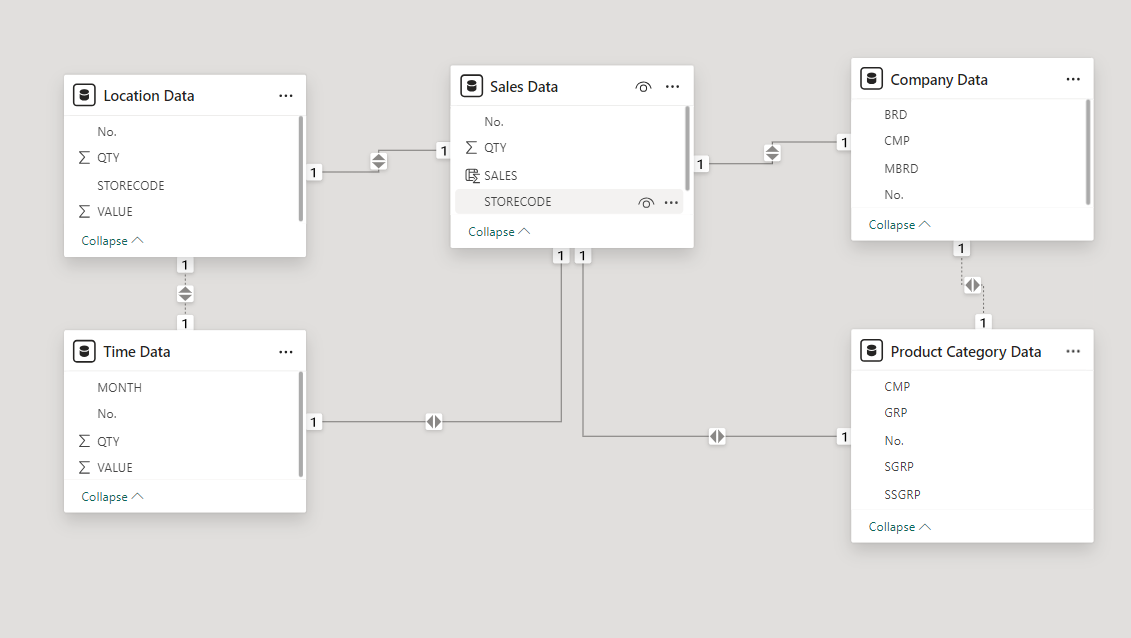 Location Data
No.
QTY
STORECODE
VALUE
Collapse
1
1
Sales Data
No.
QTY
SALES
STORECODE
Collapse
1
1
Company Data
BRD
CMP
MBRD
No.
Collapse
1
1
1
1
1
1
Time Data
MONTH
No.
QTY
VALUE
Collapse
1
1
Product Category Data
CMP
GRP
No.
SGRP
SSGRP
Collapse